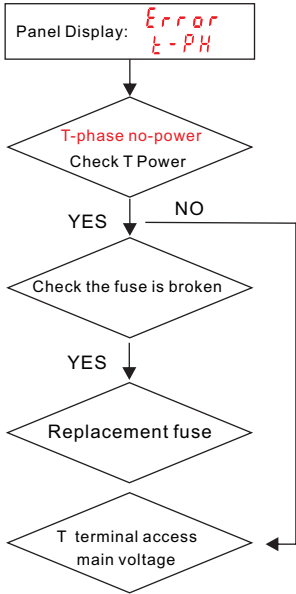 Panel Display: Error
t-PH
T-phase no-power
Check T Power
YES NO
Check the fuse is broken
YES
Replacement fuse
T terminal access
main voltage